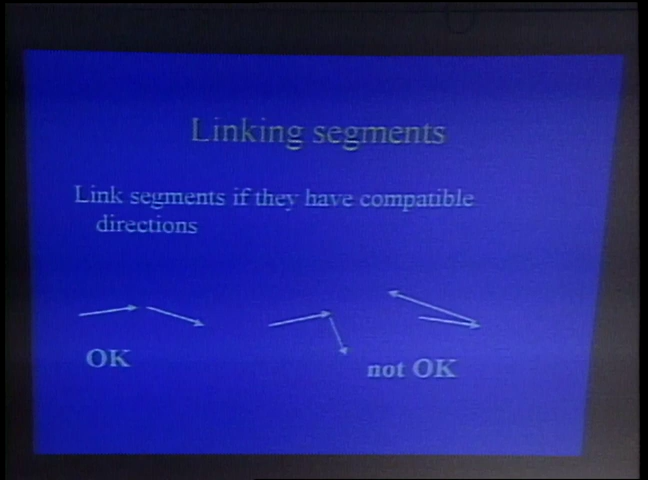 Linking segments
Link segments if they have compatible
directions
OK
not OK